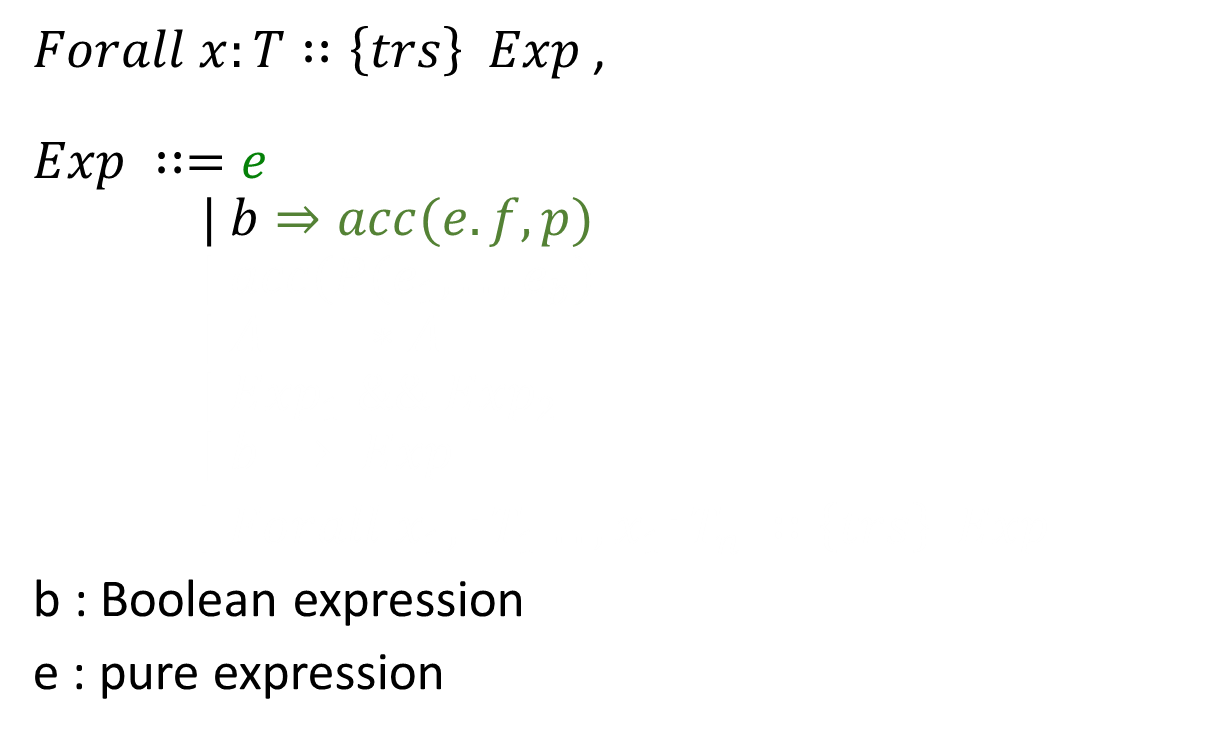 Forall x: T :: {trs} Exp ,
Exp ::= e
| b ⇒ acc(e.f, p)
b : Boolean expression
e : pure expression